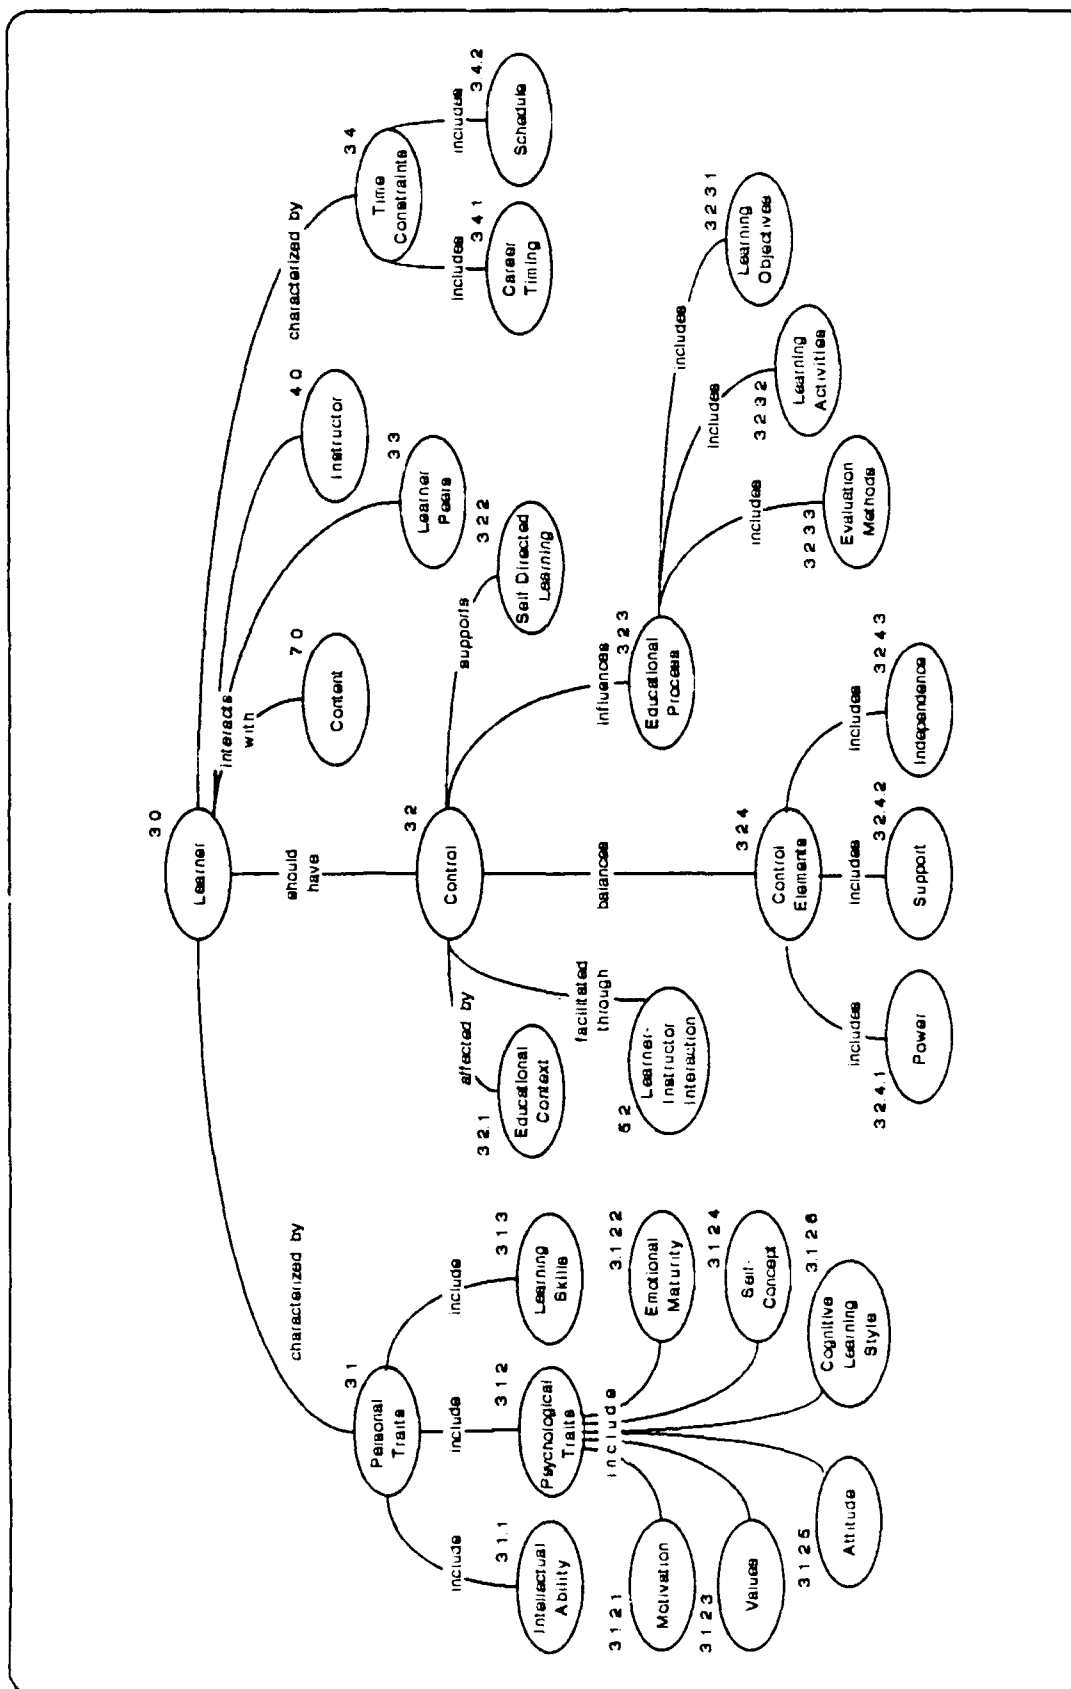 3 0
Learner
characterized by
should
have
interacts
with
characterized by
7 0
Content
4 0
Instructor
3 3
Learner
Peers
3 1
Personal
Traits
include
include
include
3 1.1
Intellectual
Ability
3 1 2
Psychological
Traits
3 1 3
Learning
Skills
include
3 1 2 1
Motivation
3.1 2 2
Emotional
Maturity
3 1 2 3
Values
3 1 2 4
Self-
Concept
3 1 2 5
Attitude
3.1 2 6
Cognitive
Learning
Style
3 2
Control
affected by
facilitated
through
balances
influences
supports
3 2.1
Educational
Context
6 2
Learner-
Instructor
Interaction
3 2 2
Self Directed
Learning
3 2 3
Educational
Process
includes
includes
includes
3 2 3 3
Evaluation
Methods
3 2 3 2
Learning
Activities
3 2 3 1
Learning
Objectives
3 2 4
Control
Elements
includes
includes
includes
3 2.4.1
Power
3 2.4.2
Support
3 2 4 3
Independence
3 4
Time
Constraints
includes
includes
3 4 1
Career
Timing
3.4.2
Schedule